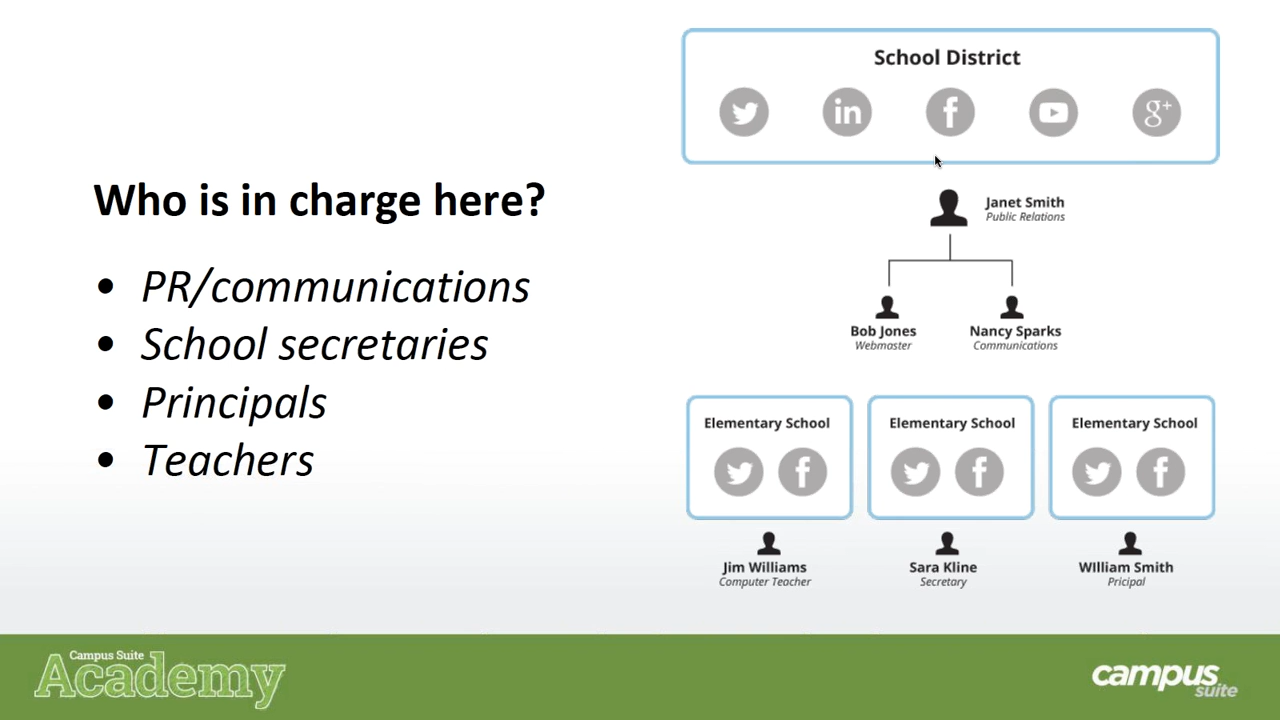 Who is in charge here?
• PR/communications
• School secretaries
• Principals
• Teachers
School District
in f g+
Janet Smith
Public Relations
Bob Jones
Webmaster
Nancy Sparks
Communications
Elementary School
f
Jim Williams
Computer Teacher
Elementary School
f
Sara Kline
Secretary
Elementary School
f
WIlliam Smith
Pricipal
Campus Suite
Academy
campus
suite